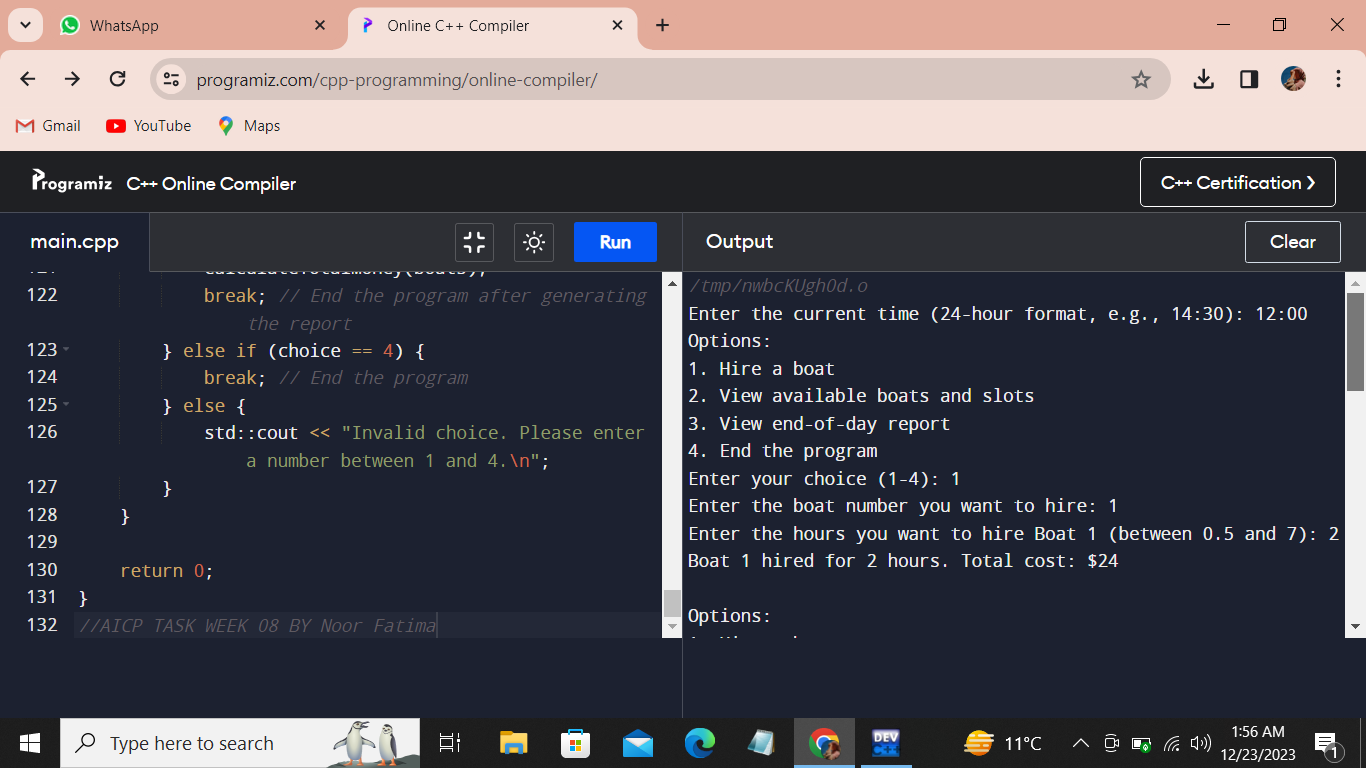 WhatsApp
Online C++ Compiler
programiz.com/cpp-programming/online-compiler/
Gmail YouTube Maps
Programiz C++ Online Compiler
C++ Certification ❯
main.cpp
Run
Output
Clear
122 break; // End the program after generating
the report
123 } else if (choice == 4) {
124 break; // End the program
125 } else {
126 std::cout << "Invalid choice. Please enter
a number between 1 and 4.\n";
127 }
128 }
129
130 return 0;
131 }
132 //AICP TASK WEEK 08 BY Noor Fatima
/tmp/nwbcKUghOd.o
Enter the current time (24-hour format, e.g., 14:30): 12:00
Options:
1. Hire a boat
2. View available boats and slots
3. View end-of-day report
4. End the program
Enter your choice (1-4): 1
Enter the boat number you want to hire: 1
Enter the hours you want to hire Boat 1 (between 0.5 and 7): 2
Boat 1 hired for 2 hours. Total cost: $24
Options:
Type here to search
DEV
C++
11°C
1:56 AM
12/23/2023
1